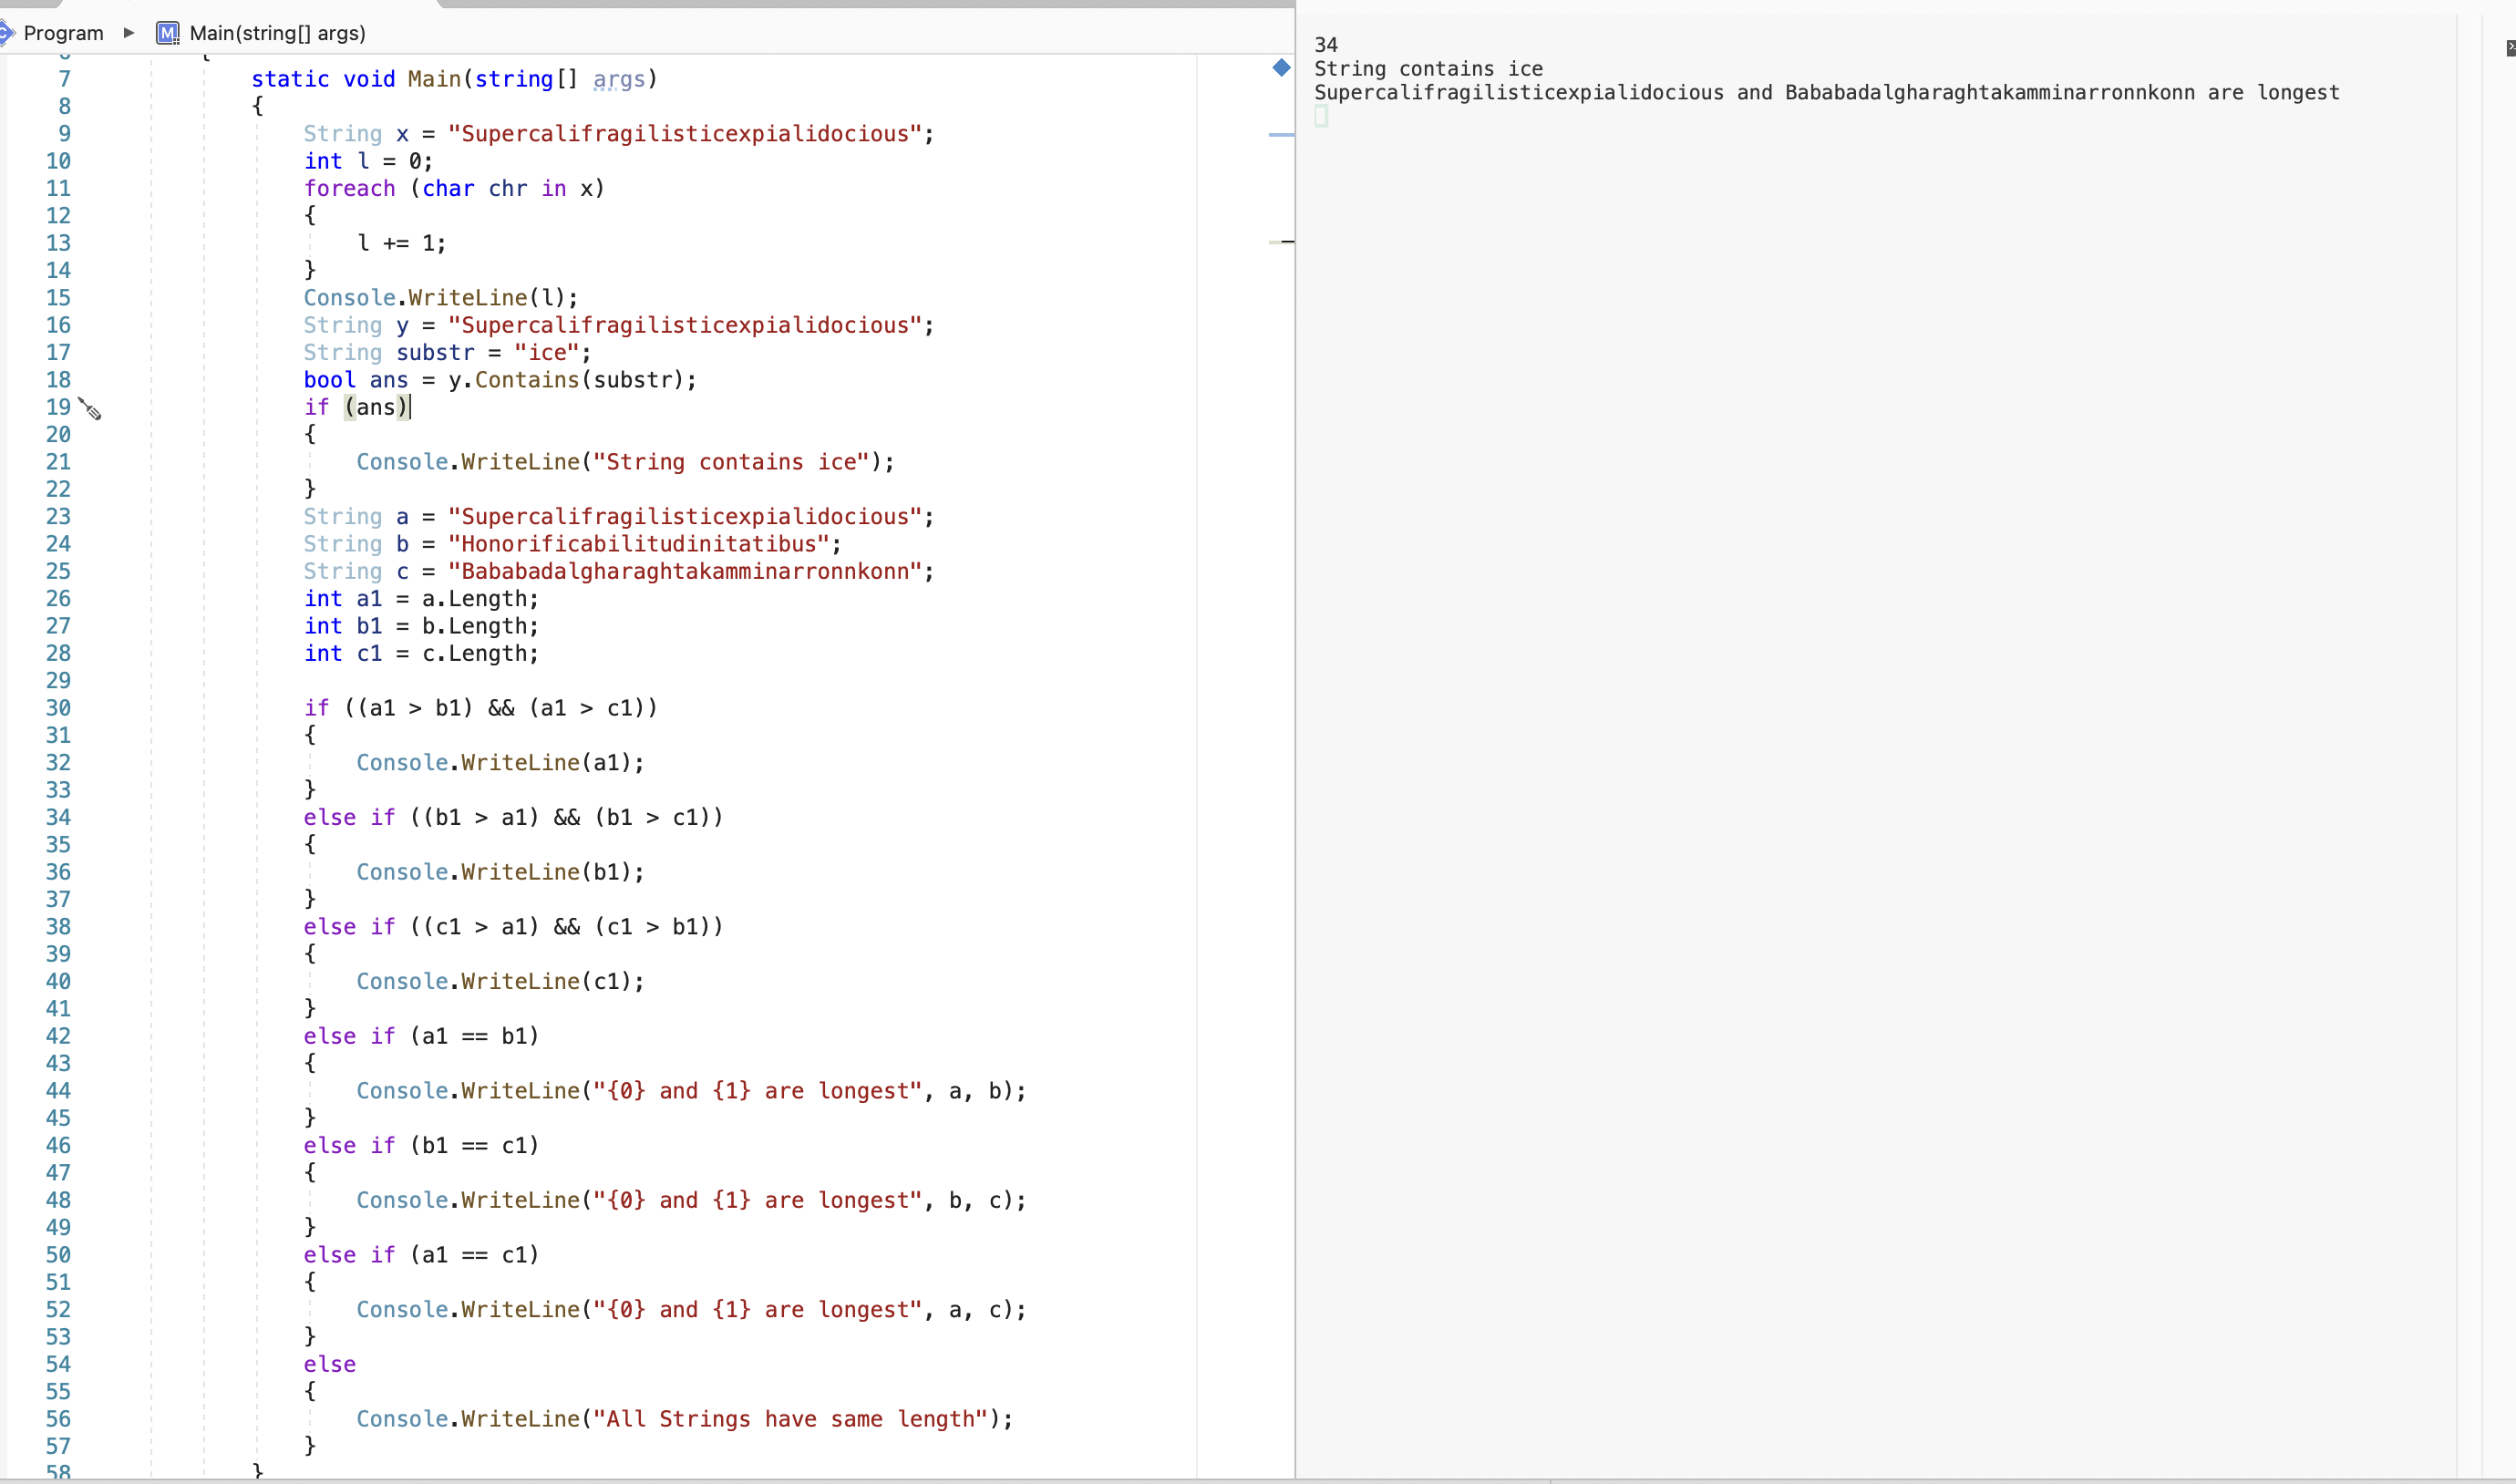 Program ▶ M Main(string[] args)
6 {
7 static void Main(string[] args)
8 {
9 String x = "Supercalifragilisticexpialidocious";
10 int l = 0;
11 foreach (char chr in x)
12 {
13 l += 1;
14 }
15 Console.WriteLine(l);
16 String y = "Supercalifragilisticexpialidocious";
17 String substr = "ice";
18 bool ans = y.Contains(substr);
19 if (ans)
20 {
21 Console.WriteLine("String contains ice");
22 }
23 String a = "Supercalifragilisticexpialidocious";
24 String b = "Honorificabilitudinitatibus";
25 String c = "Bababadalgharaghtakamminarronnkonn";
26 int a1 = a.Length;
27 int b1 = b.Length;
28 int c1 = c.Length;
29
30 if ((a1 > b1) && (a1 > c1))
31 {
32 Console.WriteLine(a1);
33 }
34 else if ((b1 > a1) && (b1 > c1))
35 {
36 Console.WriteLine(b1);
37 }
38 else if ((c1 > a1) && (c1 > b1))
39 {
40 Console.WriteLine(c1);
41 }
42 else if (a1 == b1)
43 {
44 Console.WriteLine("{0} and {1} are longest", a, b);
45 }
46 else if (b1 == c1)
47 {
48 Console.WriteLine("{0} and {1} are longest", b, c);
49 }
50 else if (a1 == c1)
51 {
52 Console.WriteLine("{0} and {1} are longest", a, c);
53 }
54 else
55 {
56 Console.WriteLine("All Strings have same length");
57 }
58 }
34
String contains ice
Supercalifragilisticexpialidocious and Bababadalgharaghtakamminarronnkonn are longest